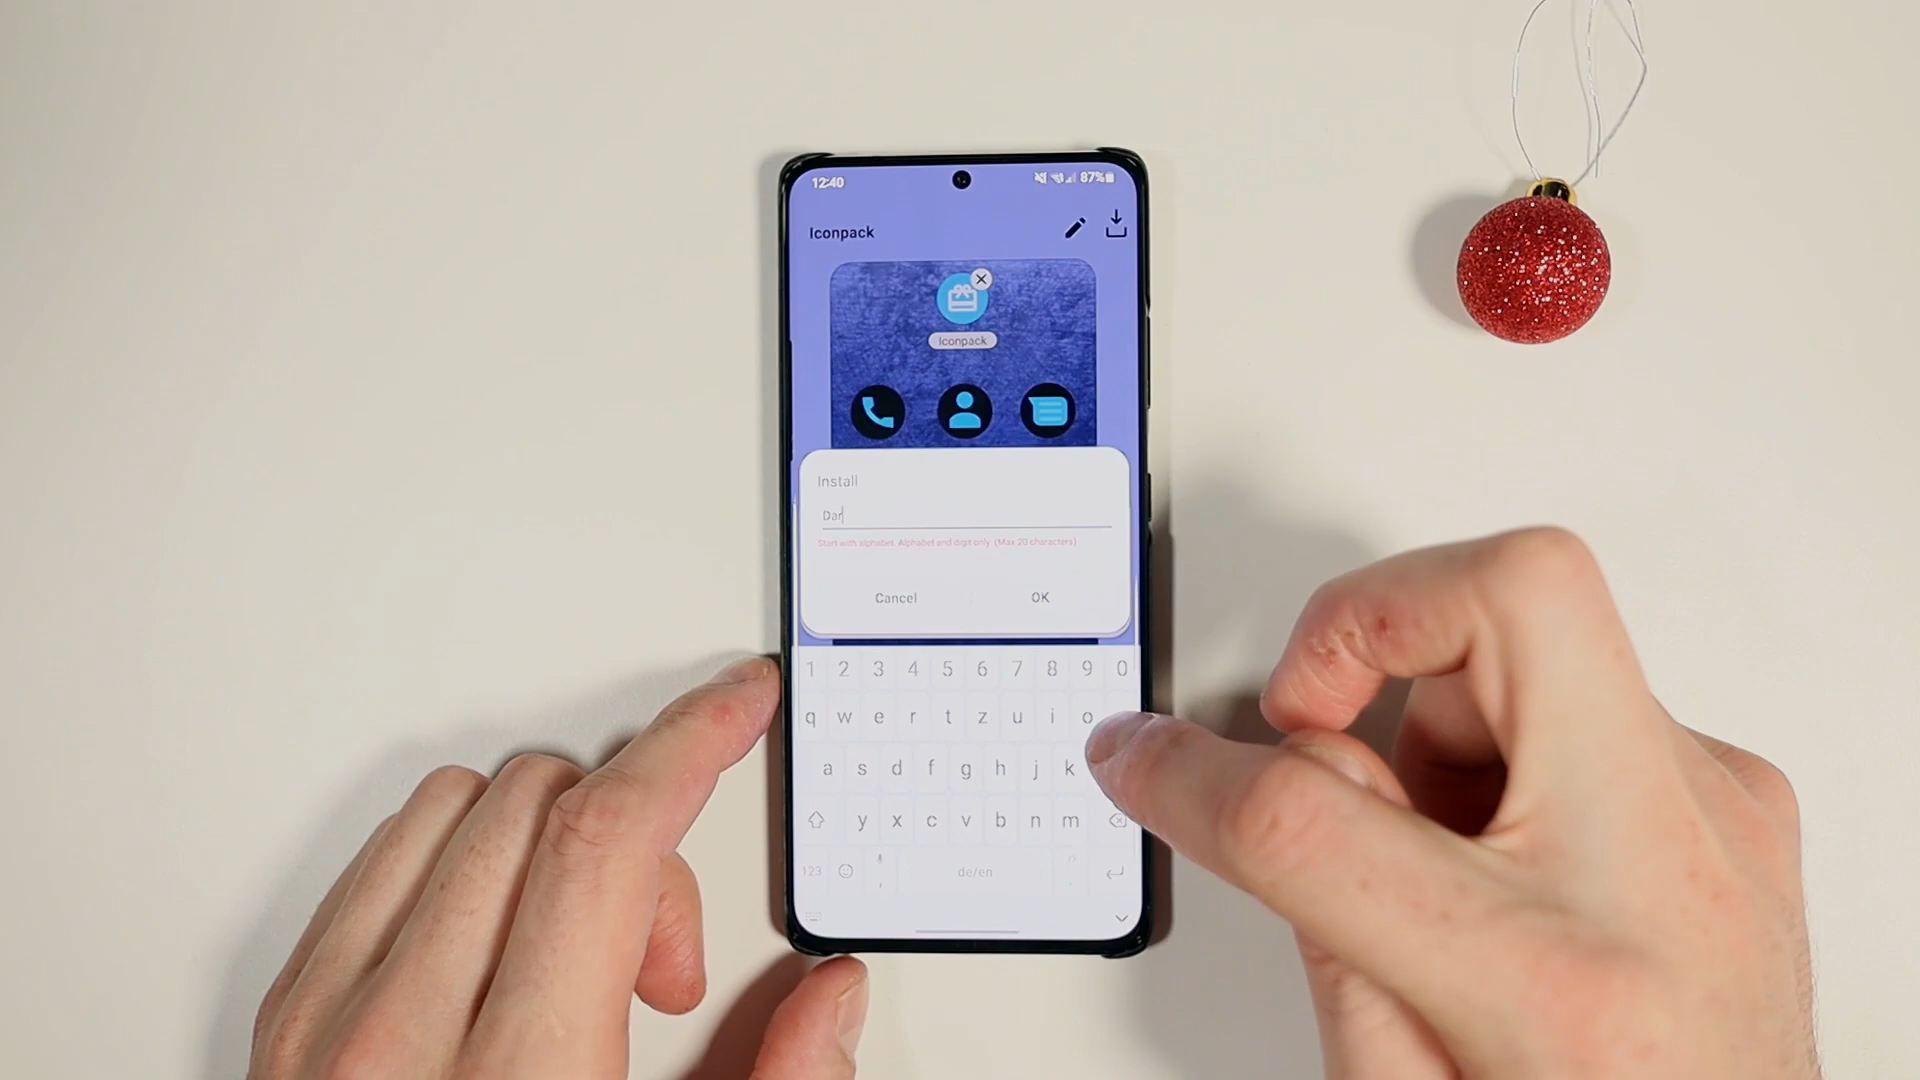 12:40 87%
Iconpack
Iconpack
Install
Dar
Start with alphabet. Alphabet and digit only. (Max 20 characters)
Cancel OK
1 2 3 4 5 6 7 8 9 0
q w e r t z u i o
a s d f g h j k
y x c v b n m
123 , de/en